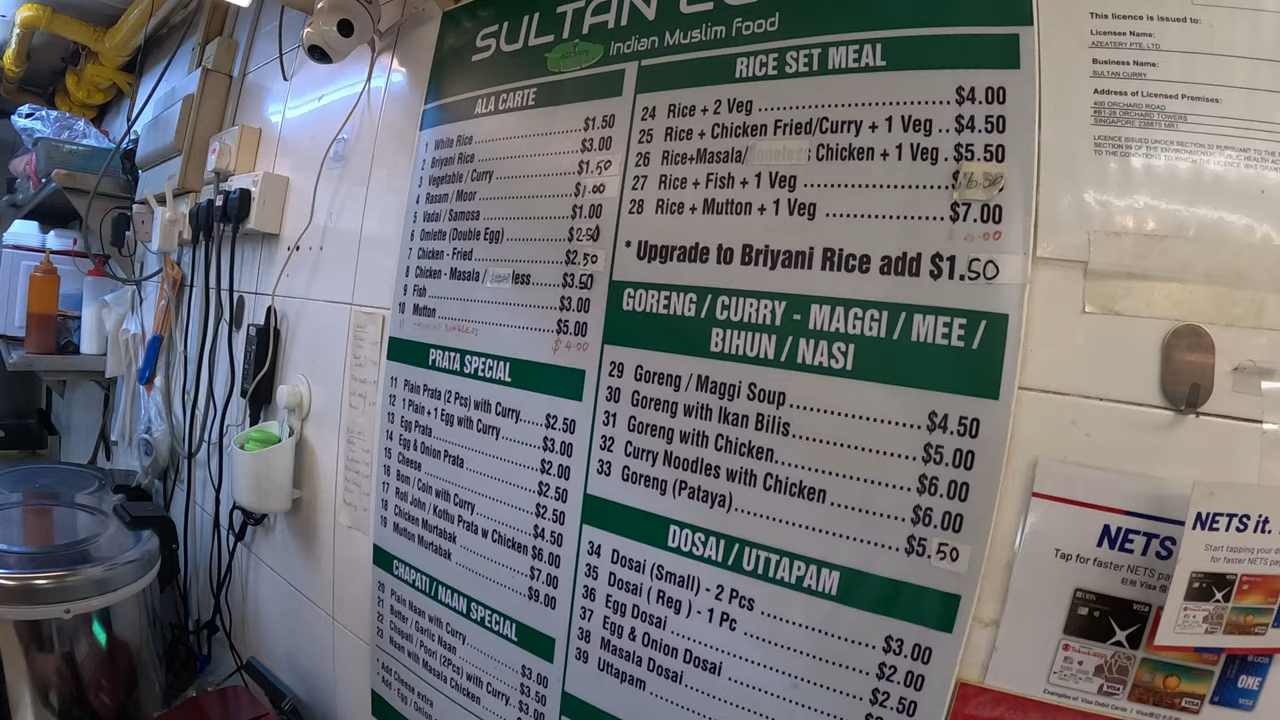 SULTAN
Indian Muslim Food
ALA CARTE
White Rice $1.50
2 Briyani Rice $3.00
3 Vegetable / Curry $1.50
4 Rasam / Moor $1.00
5 Vadai / Samosa $1.00
6 Omlette (Double Egg) $2.50
7 Chicken - Fried $2.50
8 Chicken - Masala / less $3.50
9 Fish $3.00
10 Mutton $5.00
$4.00
PRATA SPECIAL
11 Plain Prata (2 Pcs) with Curry $2.50
12 1 Plain + 1 Egg with Curry $3.00
13 Egg Prata $2.00
14 Egg & Onion Prata $2.50
15 Cheese $2.50
16 Bom / Coin with Curry $4.50
17 Roti John / Kothu Prata w Chicken $6.00
18 Chicken Murtabak $7.00
19 Mutton Murtabak $9.00
CHAPATI / NAAN SPECIAL
20 Plain Naan with Curry $3.00
21 Butter / Garlic Naan $3.50
22 Chapati / Poori (2Pcs) with Curry $3.00
23 Naan with Masala Chicken
* Add Cheese extra
* Add : Egg / Onion
RICE SET MEAL
24 Rice + 2 Veg $4.00
25 Rice + Chicken Fried/Curry + 1 Veg $4.50
26 Rice+Masala/Boneless Chicken + 1 Veg $5.50
27 Rice + Fish + 1 Veg $6.50
28 Rice + Mutton + 1 Veg $7.00
* Upgrade to Briyani Rice add $1.50
GORENG / CURRY - MAGGI / MEE /
BIHUN / NASI
29 Goreng / Maggi Soup $4.50
30 Goreng with Ikan Bilis $5.00
31 Goreng with Chicken $6.00
32 Curry Noodles with Chicken $6.00
33 Goreng (Pataya) $5.50
DOSAI / UTTAPAM
34 Dosai (Small) - 2 Pcs $3.00
35 Dosai ( Reg ) - 1 Pc $2.00
36 Egg Dosai $2.50
37 Egg & Onion Dosai
38 Masala Dosai
39 Uttapam
This licence is issued to:
Licensee Name:
AZEATERY PTE. LTD.
Business Name:
SULTAN CURRY
Address of Licensed Premises:
400 ORCHARD ROAD
#B1-28 ORCHARD TOWERS
SINGAPORE 238875 MR1
LICENCE ISSUED UNDER SECTION 32 PURSUANT TO THE
SECTION 99 OF THE ENVIRONMENTAL PUBLIC HEALTH
TO THE CONDITIONS TO WHICH THE LICENCE WAS
NETS
Tap for faster NETS
Examples of Visa Debit Cards
NETS it.
Start tapping your
for faster NETS
DBS
VISA
UOB
ONE
VISA